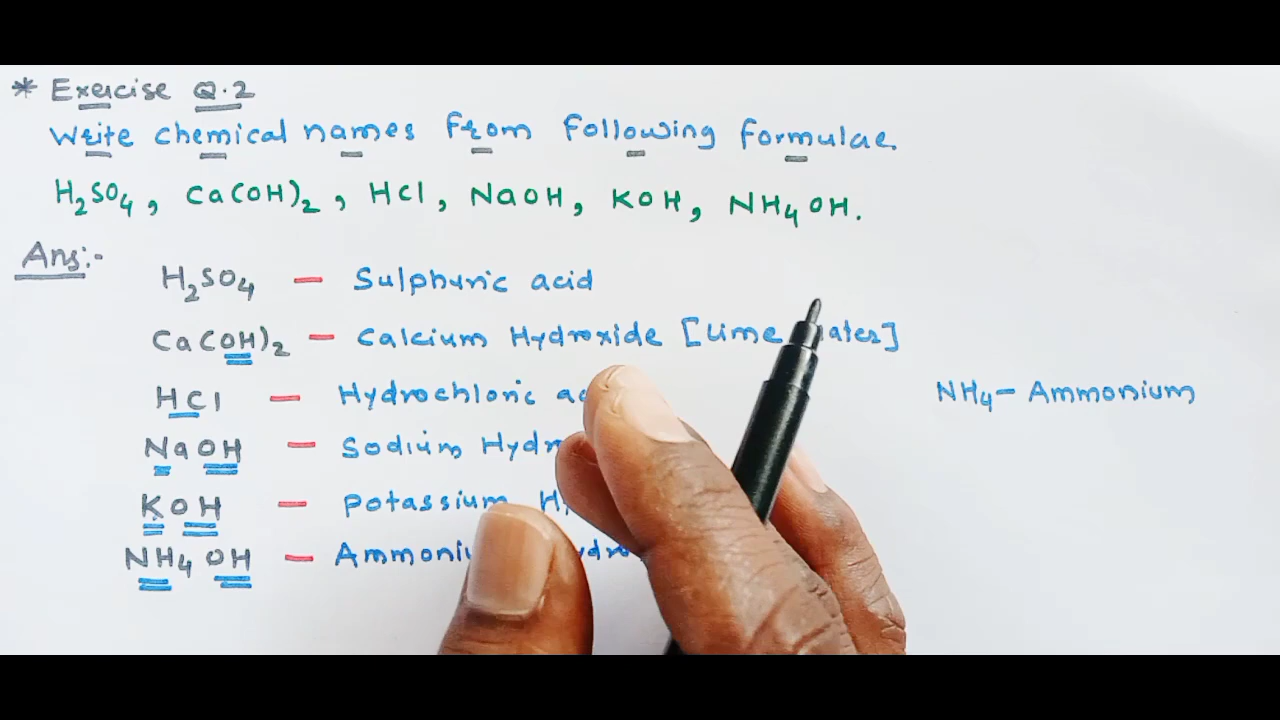 * Exercise Q.2
Write chemical names from following formulae.
H₂SO₄, Ca(OH)₂, HCl, NaOH, KOH, NH₄OH.
Ans:-
H₂SO₄ — Sulphuric acid
Ca(OH)₂ — Calcium Hydroxide [Lime
HCl — Hydrochloric
NH₄ — Ammonium
NaOH — Sodium
KOH — Potassium
NH₄OH —